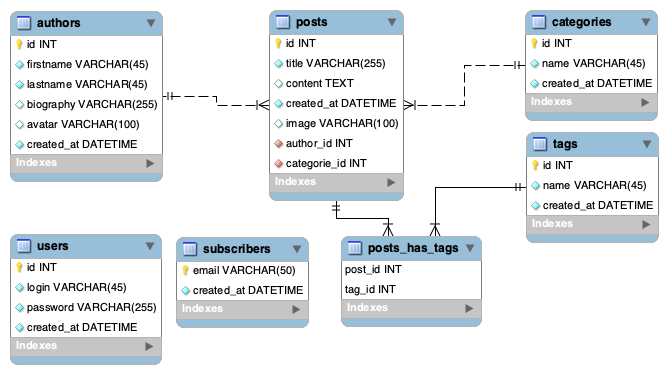 authors
id INT
firstname VARCHAR(45)
lastname VARCHAR(45)
biography VARCHAR(255)
avatar VARCHAR(100)
created_at DATETIME
Indexes
posts
id INT
title VARCHAR(255)
content TEXT
created_at DATETIME
image VARCHAR(100)
author_id INT
categorie_id INT
Indexes
categories
id INT
name VARCHAR(45)
created_at DATETIME
Indexes
tags
id INT
name VARCHAR(45)
created_at DATETIME
Indexes
users
id INT
login VARCHAR(45)
password VARCHAR(255)
created_at DATETIME
Indexes
subscribers
email VARCHAR(50)
created_at DATETIME
Indexes
posts_has_tags
post_id INT
tag_id INT
Indexes